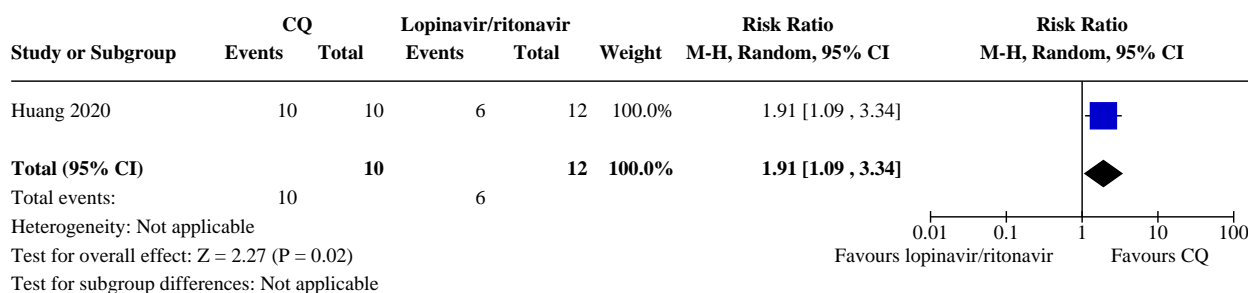 CQ Lopinavir/ritonavir Risk Ratio Risk Ratio
Study or Subgroup Events Total Events Total Weight M-H, Random, 95% CI M-H, Random, 95% CI
Huang 2020 10 10 6 12 100.0% 1.91 [1.09 , 3.34]
Total (95% CI) 10 12 100.0% 1.91 [1.09 , 3.34]
Total events: 10 6
Heterogeneity: Not applicable
0.01 0.1 1 10 100
Test for overall effect: Z = 2.27 (P = 0.02) Favours lopinavir/ritonavir Favours CQ
Test for subgroup differences: Not applicable